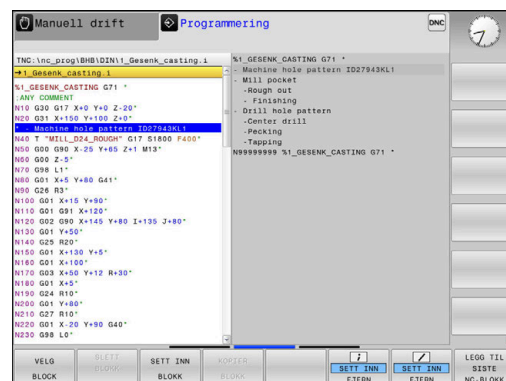 Manuell drift
Programmering
DNC
TNC:\nc_prog\BHB\DIN\1_Gesenk_casting.i
→1_Gesenk_casting.i
%1_GESENK_CASTING G71 *
;ANY COMMENT
N10 G30 G17 X+0 Y+0 Z-20*
N20 G31 X+150 Y+100 Z+0*
* - Machine hole pattern ID27943KL1
N40 T "MILL_D24_ROUGH" G17 S1800 F400*
N50 G00 G90 X-25 Y+65 Z+1 M13*
N60 G00 Z-5*
N70 G98 L1*
N80 G01 X+5 Y+80 G41*
N90 G26 R3*
N100 G01 X+15 Y+90*
N110 G01 G91 X+120*
N120 G02 G90 X+145 Y+80 I+135 J+80*
N130 G01 Y+50*
N140 G25 R20*
N150 G01 X+130 Y+5*
N160 G01 X+100*
N170 G03 X+50 Y+12 R+30*
N180 G01 X+5*
N190 G24 R10*
N200 G01 Y+80*
N210 G27 R10*
N220 G01 X-20 Y+90 G40*
N230 G98 L0*
%1_GESENK_CASTING G71 *
- Machine hole pattern ID27943KL1
- Mill pocket
-Rough out
- Finishing
- Drill hole pattern
-Center drill
-Pecking
-Tapping
N99999999 %1_GESENK_CASTING G71 *
VELG
BLOCK
SLETT
BLOKK
SETT INN
BLOKK
KOPIER
BLOKK
;
SETT INN
ETERN
/
SETT INN
ETERN
LEGG TIL
SISTE
NC-BLOKK